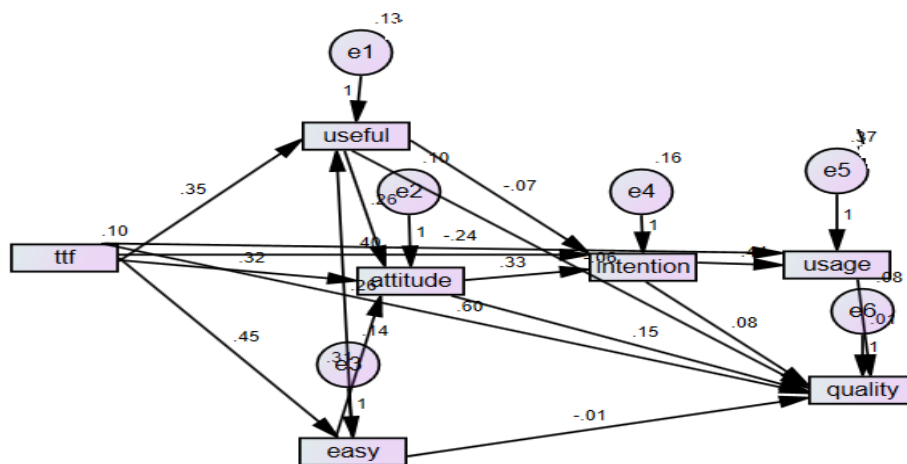 .13
e1
1
useful
.10
.16
.37
e5
.35
.26
e2
-.07
e4
1
1
1
.10
-.24
ttf
.32
.40
.33
-.06
intention
usage
attitude
.26
.60
.08
e6
.01
.45
.14
.15
.08
1
.31
e3
quality
1
-.01
easy